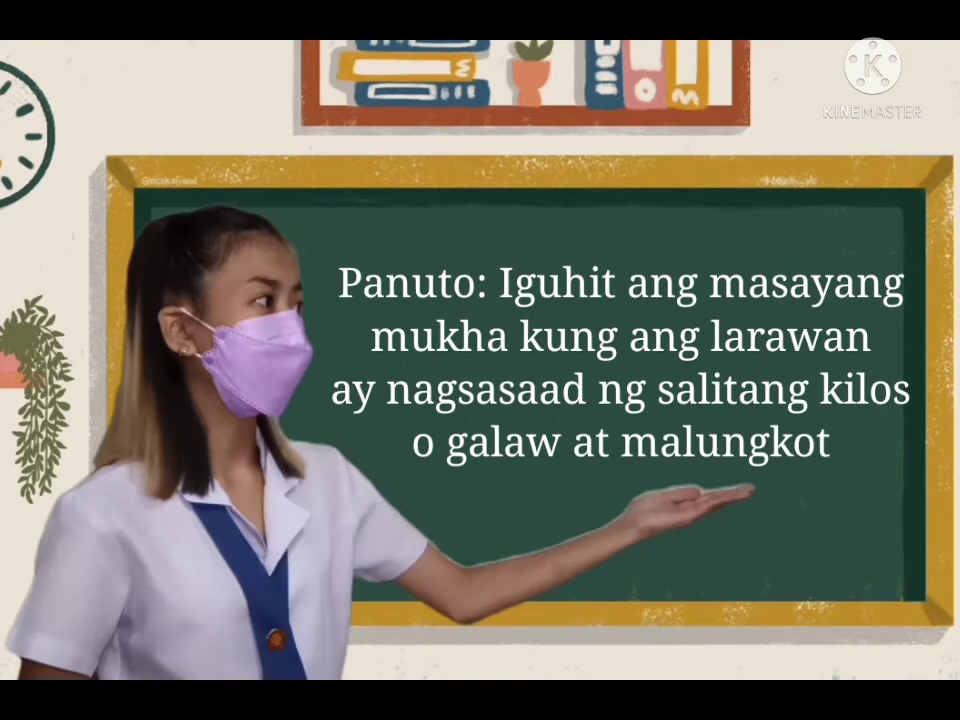 KINEMASTER
Panuto: Iguhit ang masayang
mukha kung ang larawan
ay nagsasaad ng salitang kilos
o galaw at malungkot